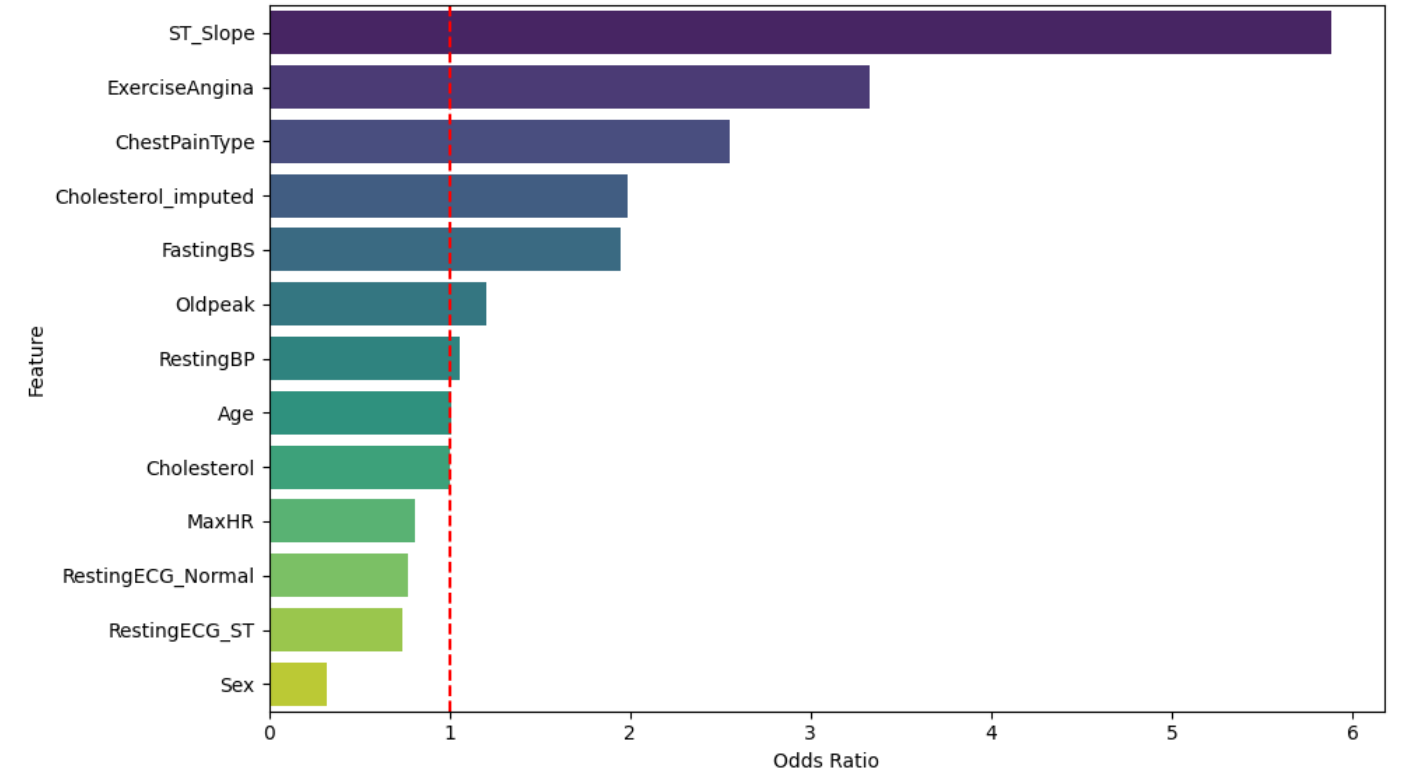 ST_Slope
ExerciseAngina
ChestPainType
Cholesterol_imputed
FastingBS
Oldpeak
RestingBP
Age
Cholesterol
MaxHR
RestingECG_Normal
RestingECG_ST
Sex
Feature
0 1 2 3 4 5 6
Odds Ratio